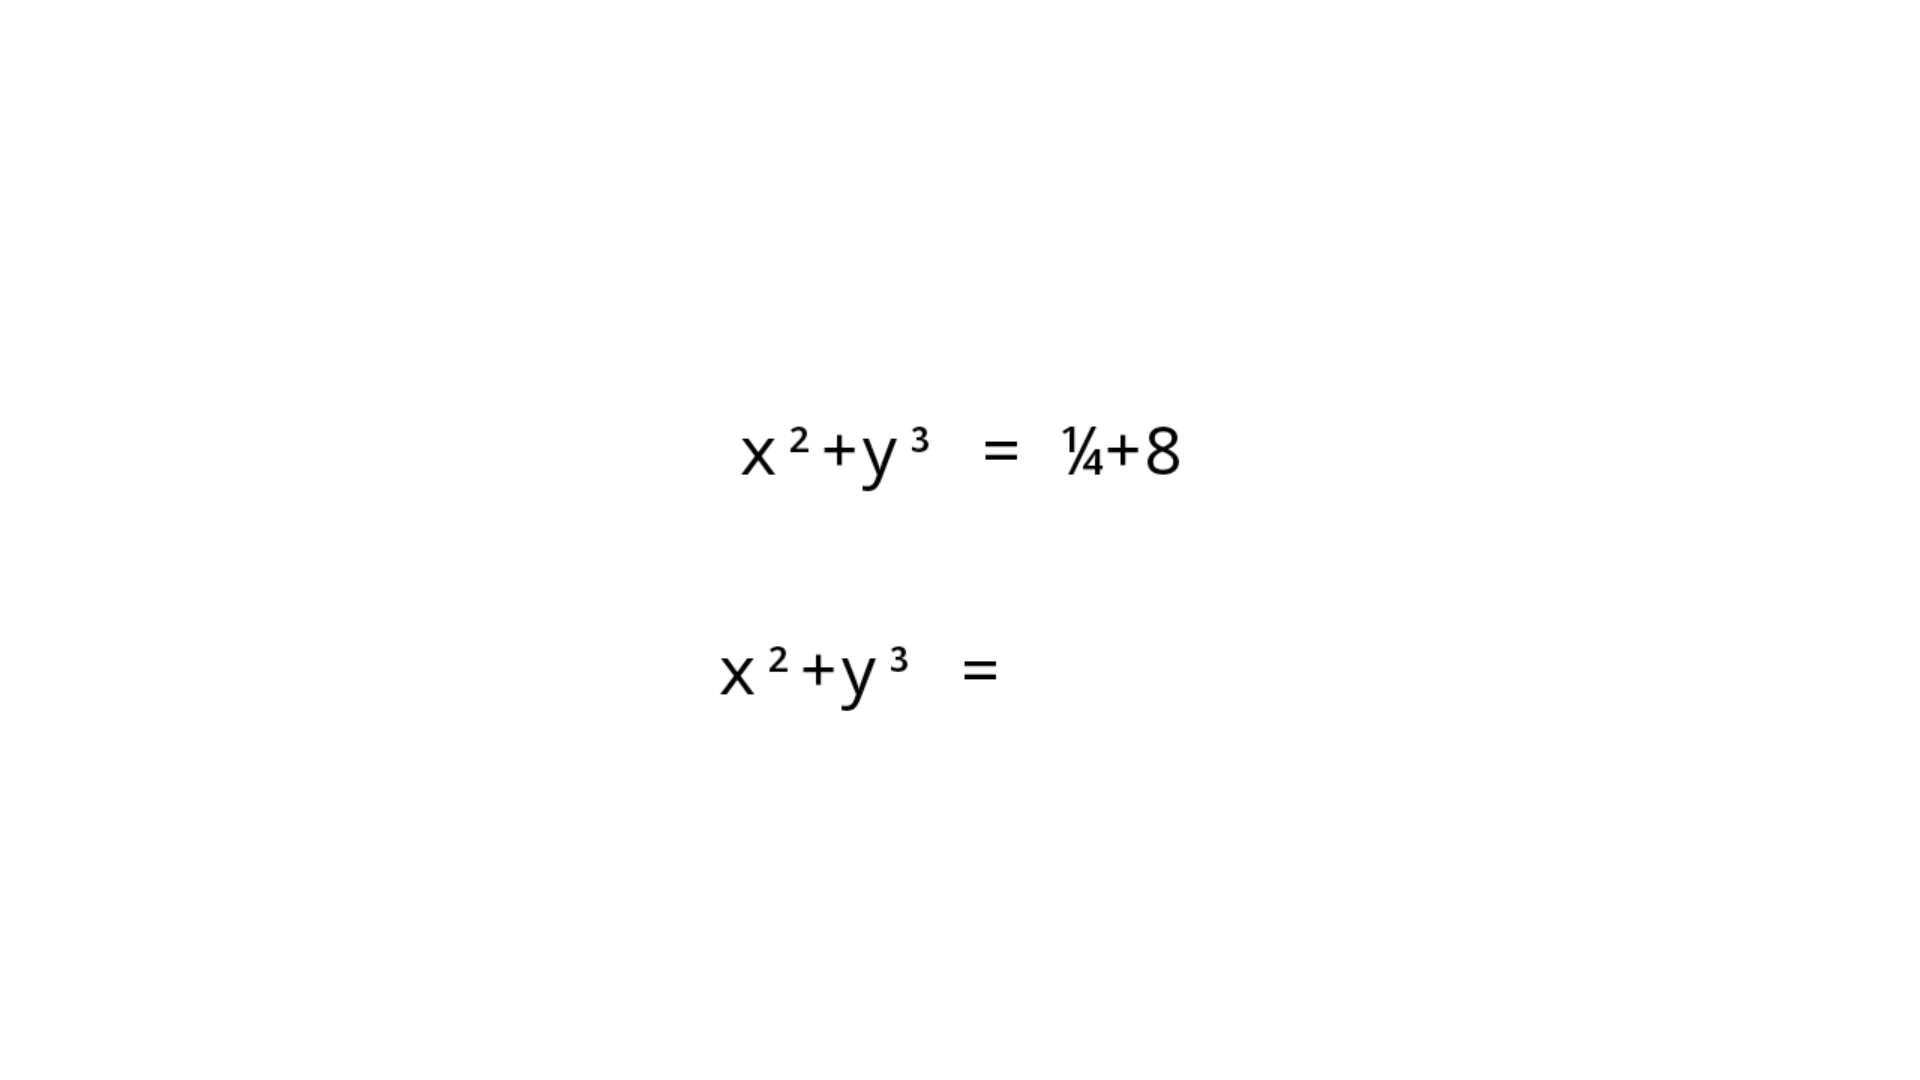 x²+y³ = ¼+8
x²+y³ =